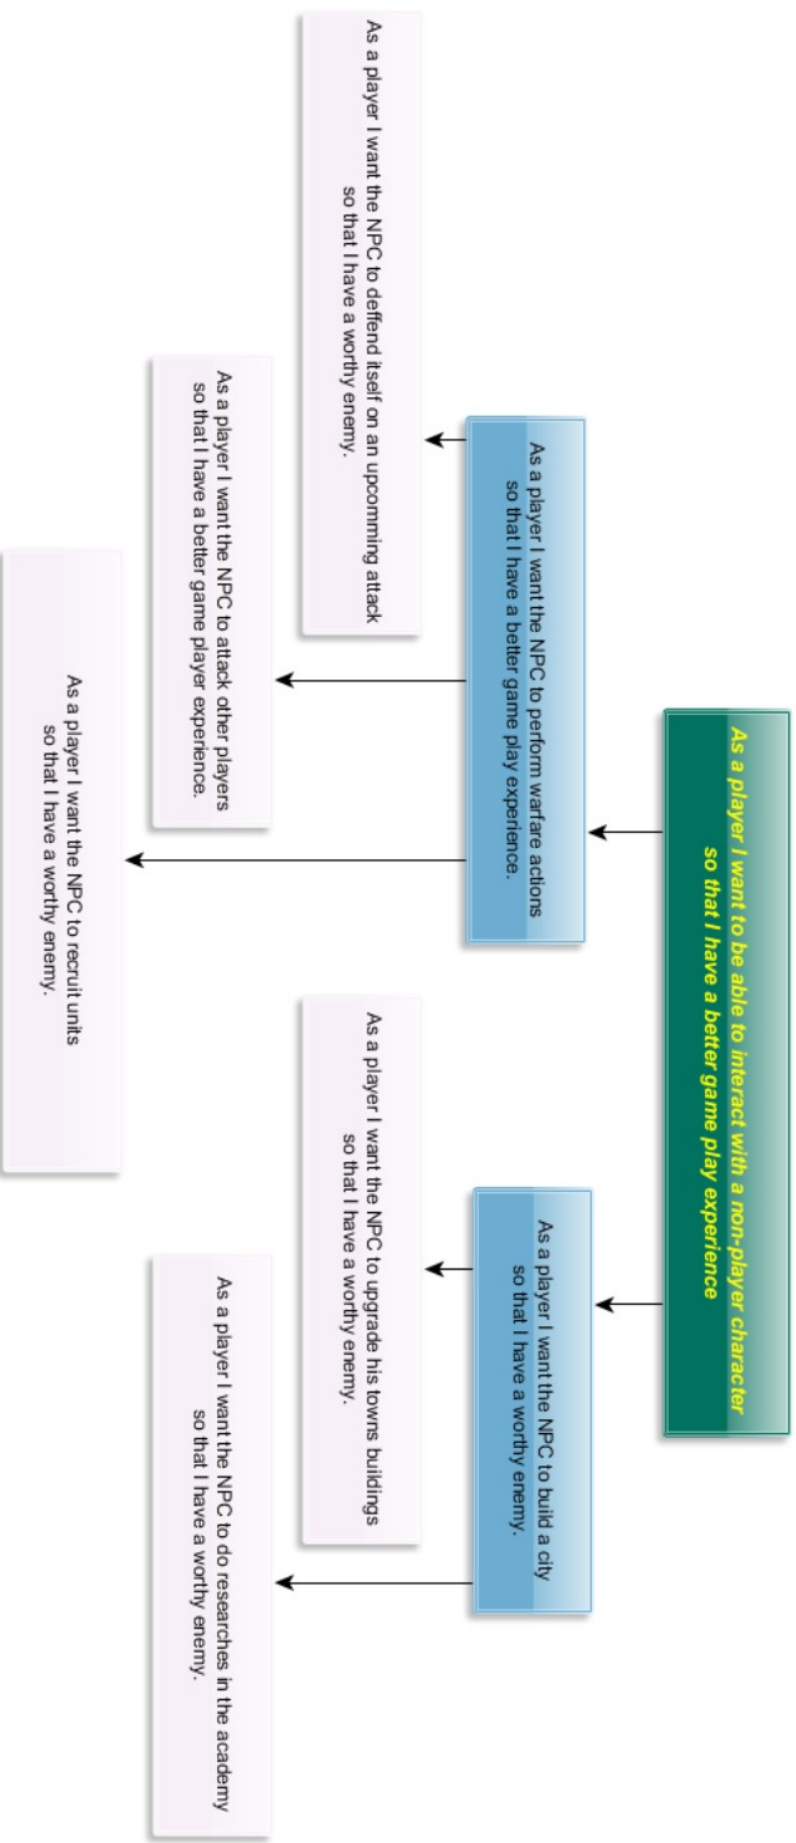 As a player I want to be able to interact with a non-player character
so that I have a better game play experience
As a player I want the NPC to perform warfare actions
so that I have a better game play experience.
As a player I want the NPC to build a city
so that I have a worthy enemy.
As a player I want the NPC to deffend itself on an upcomming attack
so that I have a worthy enemy.
As a player I want the NPC to upgrade his towns buildings
so that I have a worthy enemy.
As a player I want the NPC to attack other players
so that I have a better game player experience.
As a player I want the NPC to do researches in the academy
so that I have a worthy enemy.
As a player I want the NPC to recruit units
so that I have a worthy enemy.